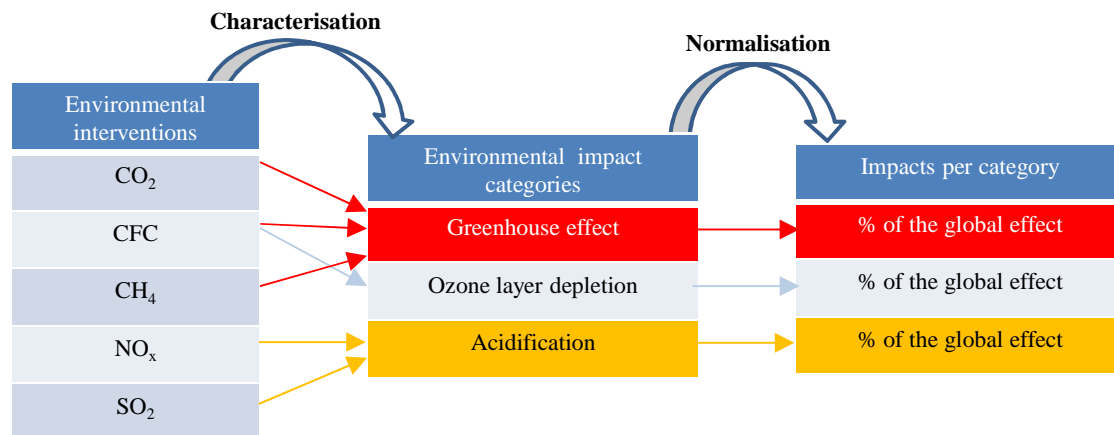 Characterisation
Normalisation
Environmental
interventions
CO₂
CFC
CH₄
NOₓ
SO₂
Environmental impact
categories
Greenhouse effect
Ozone layer depletion
Acidification
Impacts per category
% of the global effect
% of the global effect
% of the global effect